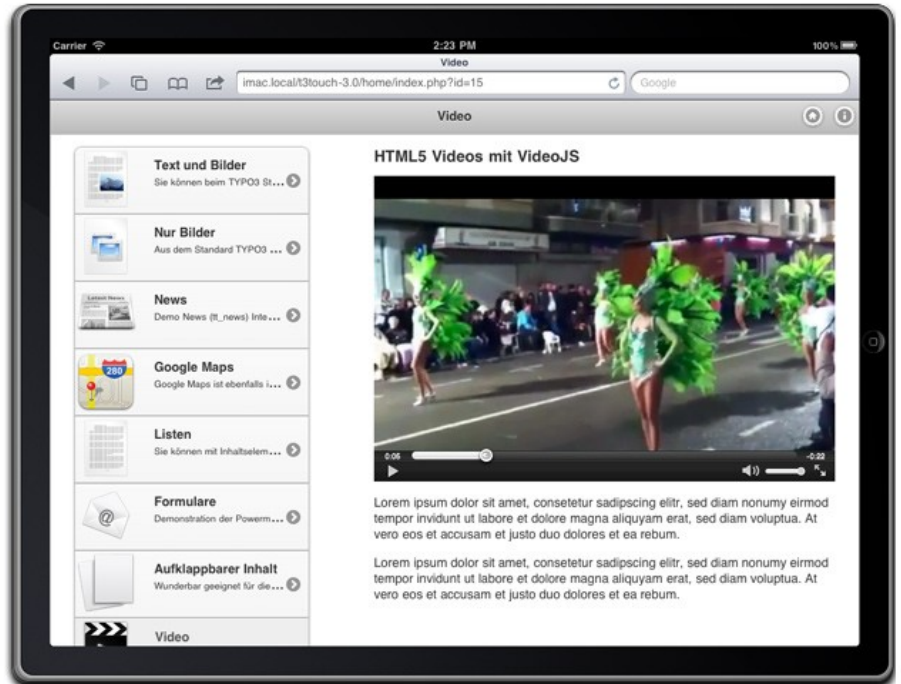 Carrier
2:23 PM
100%
Video
imac.local/t3touch-3.0/home/index.php?id=15
Google
Video
Text und Bilder
Sie können beim TYPO3 St...
Nur Bilder
Aus dem Standard TYPO3 ...
Latest News
News
Demo News (tt_news) Inte...
280
Google Maps
Google Maps ist ebenfalls i...
Listen
Sie können mit Inhaltselem...
@
Formulare
Demonstration der Powerm...
Aufklappbarer Inhalt
Wunderbar geeignet für die...
Video
HTML5 Videos mit VideoJS
0:05
-0:22
Lorem ipsum dolor sit amet, consetetur sadipscing elitr, sed diam nonumy eirmod
tempor invidunt ut labore et dolore magna aliquyam erat, sed diam voluptua. At
vero eos et accusam et justo duo dolores et ea rebum.
Lorem ipsum dolor sit amet, consetetur sadipscing elitr, sed diam nonumy eirmod
tempor invidunt ut labore et dolore magna aliquyam erat, sed diam voluptua. At
vero eos et accusam et justo duo dolores et ea rebum.